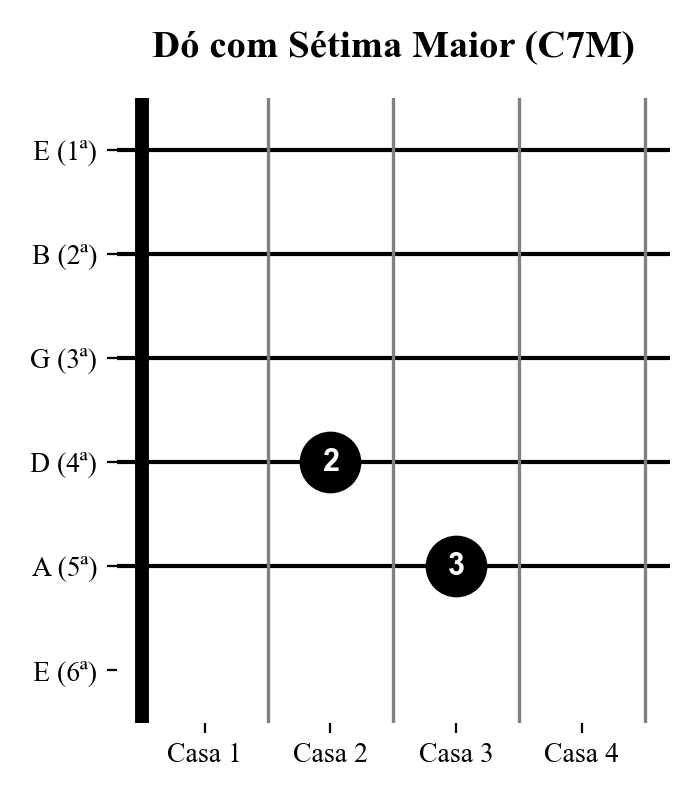 Dó com Sétima Maior (C7M)
E (1ª)
B (2ª)
G (3ª)
D (4ª)
2
A (5ª)
3
E (6ª)
Casa 1
Casa 2
Casa 3
Casa 4